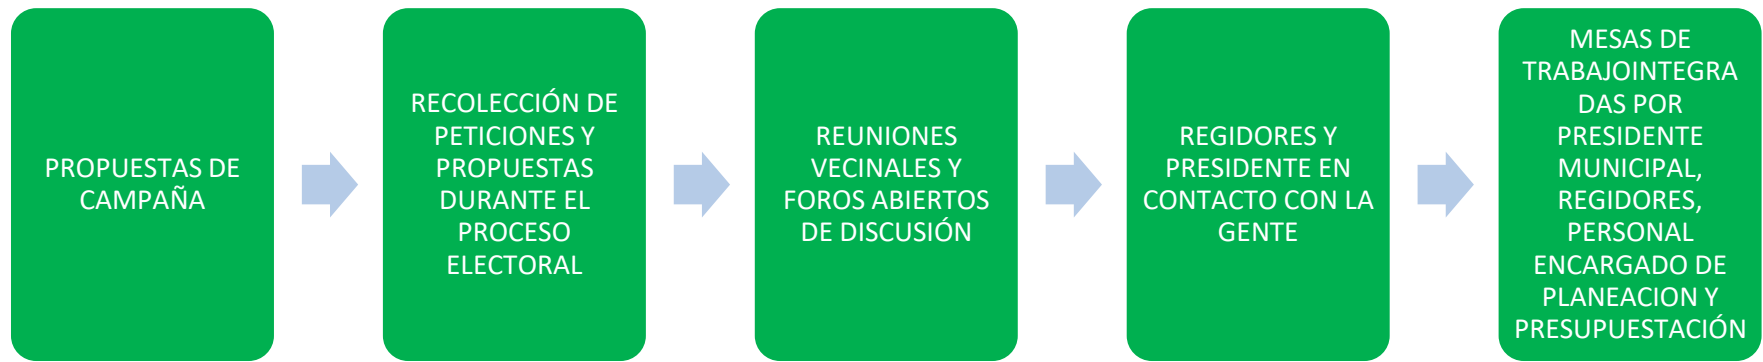 PROPUESTAS DE
CAMPAÑA
RECOLECCIÓN DE
PETICIONES Y
PROPUESTAS
DURANTE EL
PROCESO
ELECTORAL
REUNIONES
VECINALES Y
FOROS ABIERTOS
DE DISCUSIÓN
REGIDORES Y
PRESIDENTE EN
CONTACTO CON LA
GENTE
MESAS DE
TRABAJOINTEGRA
DAS POR
PRESIDENTE
MUNICIPAL,
REGIDORES,
PERSONAL
ENCARGADO DE
PLANEACION Y
PRESUPUESTACIÓN